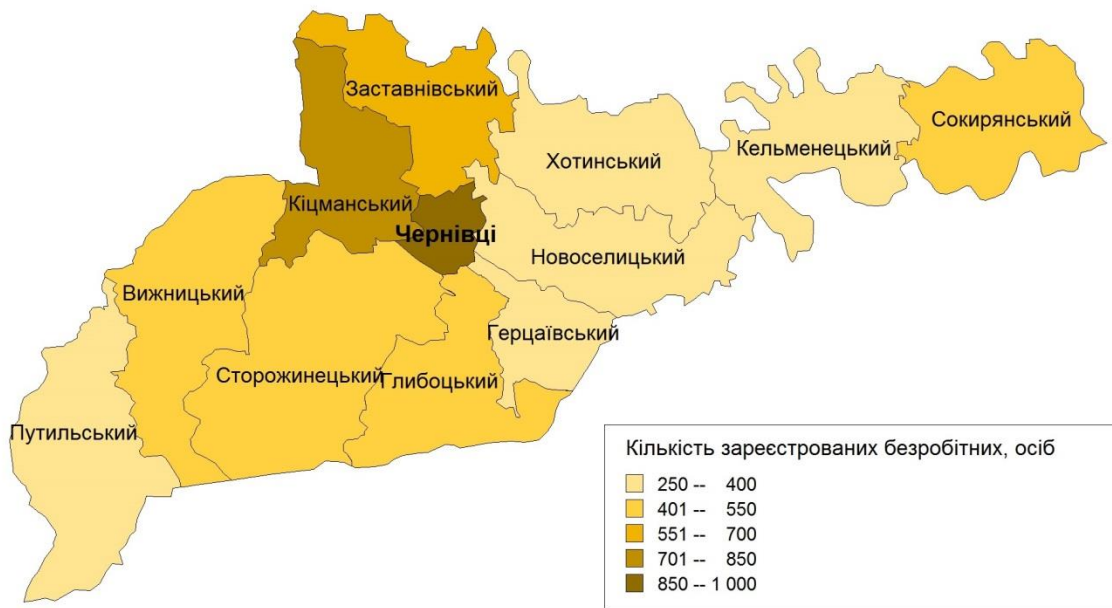 Заставнівський
Сокирянський
Хотинський
Кельменецький
Кіцманський
Чернівці
Новоселицький
Вижницький
Герцаївський
Сторожинецький
Глибоцький
Путильський
Кількість зареєстрованих безробітних, осіб
250 -- 400
401 -- 550
551 -- 700
701 -- 850
850 -- 1 000